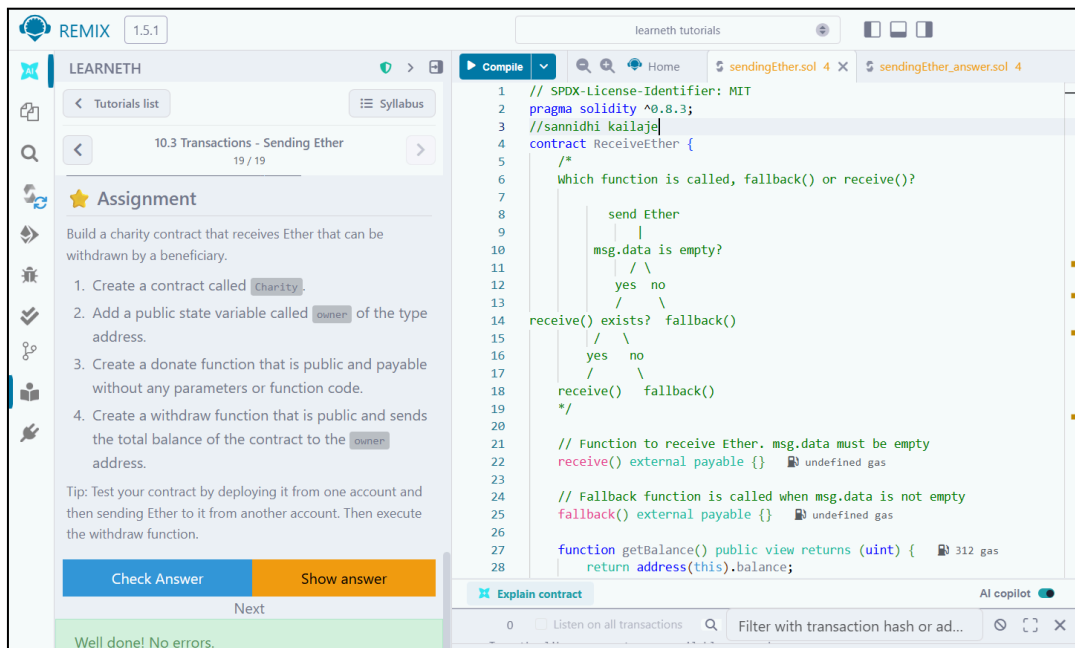 REMIX 1.5.1 learneth tutorials
AI
LEARNETH
Tutorials list Syllabus
10.3 Transactions - Sending Ether
19 / 19
Assignment
Build a charity contract that receives Ether that can be
withdrawn by a beneficiary.
1. Create a contract called Charity.
2. Add a public state variable called owner of the type
address.
3. Create a donate function that is public and payable
without any parameters or function code.
4. Create a withdraw function that is public and sends
the total balance of the contract to the owner
address.
Tip: Test your contract by deploying it from one account and
then sending Ether to it from another account. Then execute
the withdraw function.
Check Answer Show answer
Next
Well done! No errors.
Compile Home sendingEther.sol 4 sendingEther_answer.sol 4
1 // SPDX-License-Identifier: MIT
2 pragma solidity ^0.8.3;
3 //sannidhi kailaje
4 contract ReceiveEther {
5 /*
6 Which function is called, fallback() or receive()?
7
8 send Ether
9 |
10 msg.data is empty?
11 / \
12 yes no
13 / \
14 receive() exists? fallback()
15 / \
16 yes no
17 / \
18 receive() fallback()
19 */
20
21 // Function to receive Ether. msg.data must be empty
22 receive() external payable {} undefined gas
23
24 // Fallback function is called when msg.data is not empty
25 fallback() external payable {} undefined gas
26
27 function getBalance() public view returns (uint) { 312 gas
28 return address(this).balance;
Explain contract AI copilot
0 Listen on all transactions Filter with transaction hash or ad...